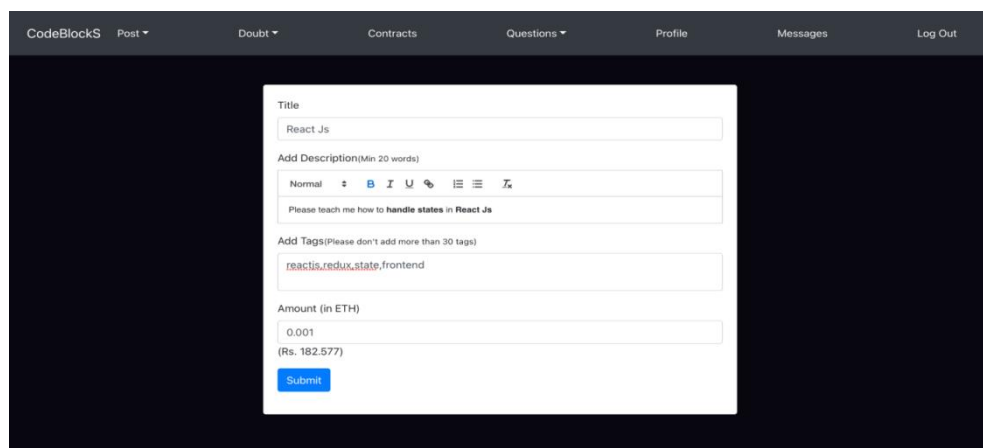 CodeBlockS Post Doubt Contracts Questions Profile Messages Log Out
Title
React Js
Add Description(Min 20 words)
Normal B I U
Please teach me how to handle states in React Js
Add Tags(Please don't add more than 30 tags)
reactjs,redux,state,frontend
Amount (in ETH)
0.001
(Rs. 182.577)
Submit